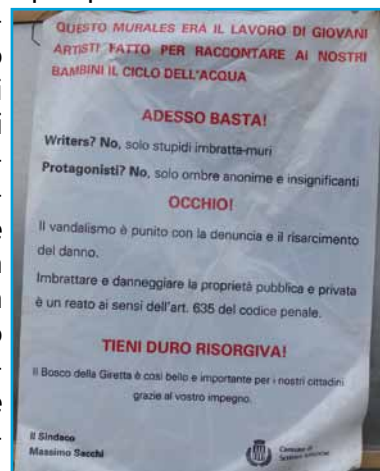 QUESTO MURALES ERA IL LAVORO DI GIOVANI
ARTISTI FATTO PER RACCONTARE AI NOSTRI
BAMBINI IL CICLO DELL'ACQUA
ADESSO BASTA!
Writers? No, solo stupidi imbratta-muri
Protagonisti? No, solo ombre anonime e insignificanti
OCCHIO!
Il vandalismo è punito con la denuncia e il risarcimento
del danno.
Imbrattare e danneggiare la proprietà pubblica e privata
è un reato ai sensi dell'art. 635 del codice penale.
TIENI DURO RISORGIVA!
Il Bosco della Giretta è così bello e importante per i nostri cittadini
grazie al vostro impegno.
Il Sindaco
Massimo Sacchi
Comune di